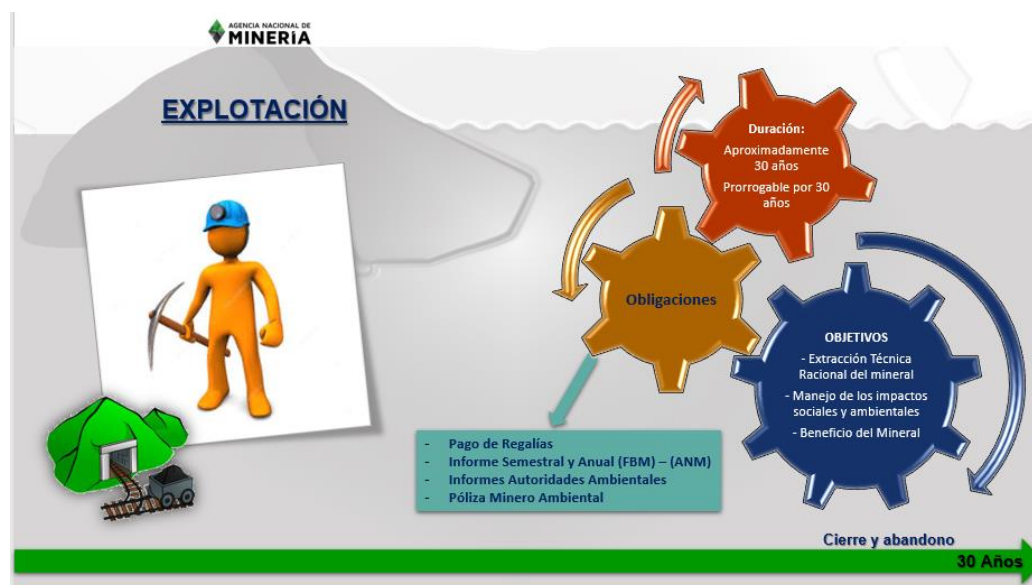 AGENCIA NACIONAL DE
MINERÍA
EXPLOTACIÓN
Duración:
Aproximadamente
30 años
Prorrogable por 30
años
Obligaciones
OBJETIVOS
- Extracción Técnica
Racional del mineral
- Manejo de los impactos
sociales y ambientales
- Beneficio del Mineral
- Pago de Regalías
- Informe Semestral y Anual (FBM) – (ANM)
- Informes Autoridades Ambientales
- Póliza Minero Ambiental
Cierre y abandono
30 Años